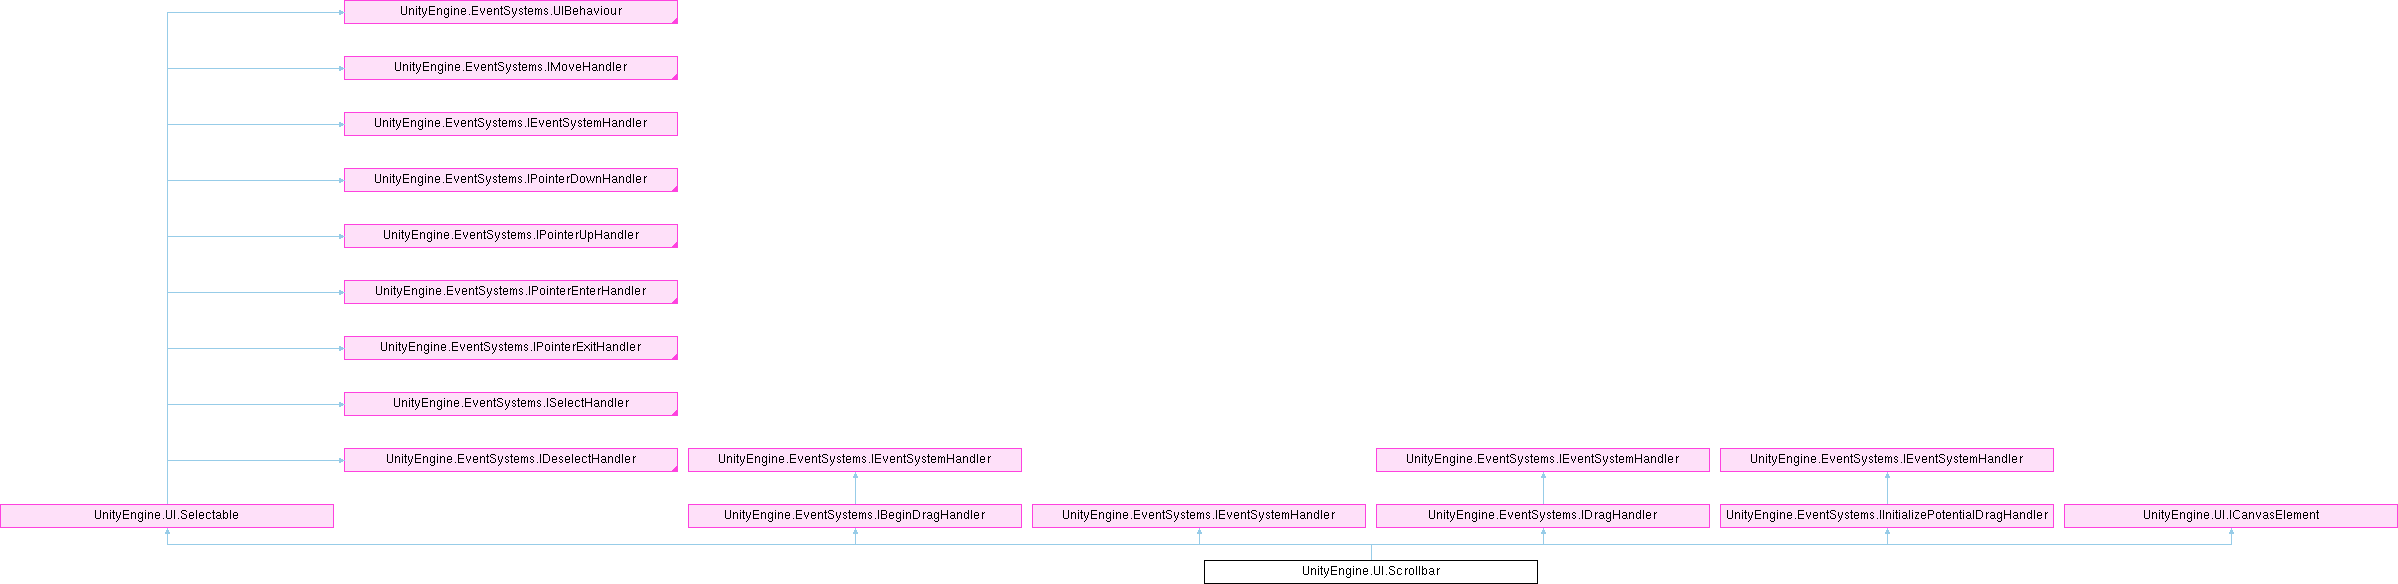 UnityEngine.EventSystems.UIBehaviour
UnityEngine.EventSystems.IMoveHandler
UnityEngine.EventSystems.IEventSystemHandler
UnityEngine.EventSystems.IPointerDownHandler
UnityEngine.EventSystems.IPointerUpHandler
UnityEngine.EventSystems.IPointerEnterHandler
UnityEngine.EventSystems.IPointerExitHandler
UnityEngine.EventSystems.ISelectHandler
UnityEngine.EventSystems.IDeselectHandler
UnityEngine.EventSystems.IEventSystemHandler
UnityEngine.EventSystems.IEventSystemHandler
UnityEngine.EventSystems.IEventSystemHandler
UnityEngine.UI.Selectable
UnityEngine.EventSystems.IBeginDragHandler
UnityEngine.EventSystems.IEventSystemHandler
UnityEngine.EventSystems.IDragHandler
UnityEngine.EventSystems.IInitializePotentialDragHandler
UnityEngine.UI.ICanvasElement
UnityEngine.UI.Scrollbar